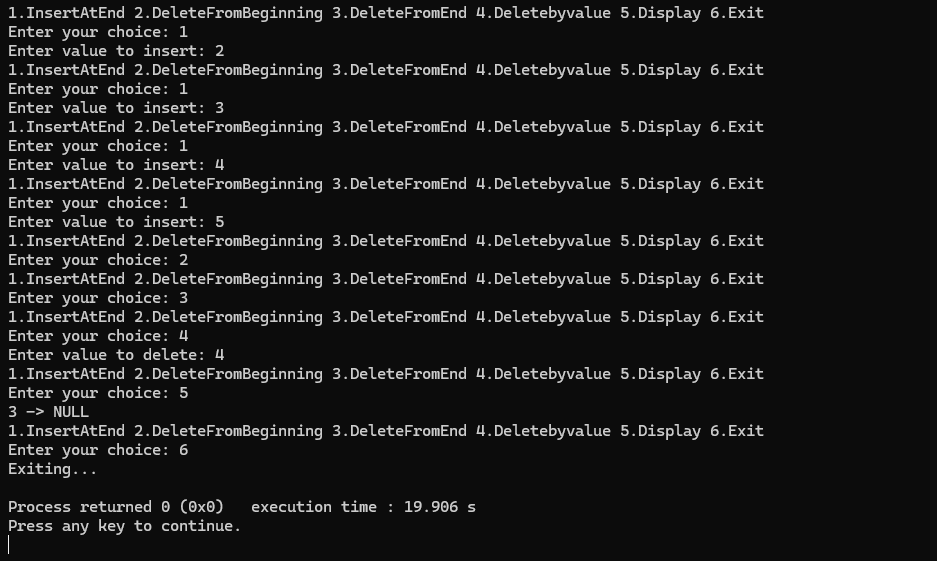 1.InsertAtEnd 2.DeleteFromBeginning 3.DeleteFromEnd 4.Deletebyvalue 5.Display 6.Exit
Enter your choice: 1
Enter value to insert: 2
1.InsertAtEnd 2.DeleteFromBeginning 3.DeleteFromEnd 4.Deletebyvalue 5.Display 6.Exit
Enter your choice: 1
Enter value to insert: 3
1.InsertAtEnd 2.DeleteFromBeginning 3.DeleteFromEnd 4.Deletebyvalue 5.Display 6.Exit
Enter your choice: 1
Enter value to insert: 4
1.InsertAtEnd 2.DeleteFromBeginning 3.DeleteFromEnd 4.Deletebyvalue 5.Display 6.Exit
Enter your choice: 1
Enter value to insert: 5
1.InsertAtEnd 2.DeleteFromBeginning 3.DeleteFromEnd 4.Deletebyvalue 5.Display 6.Exit
Enter your choice: 2
1.InsertAtEnd 2.DeleteFromBeginning 3.DeleteFromEnd 4.Deletebyvalue 5.Display 6.Exit
Enter your choice: 3
1.InsertAtEnd 2.DeleteFromBeginning 3.DeleteFromEnd 4.Deletebyvalue 5.Display 6.Exit
Enter your choice: 4
Enter value to delete: 4
1.InsertAtEnd 2.DeleteFromBeginning 3.DeleteFromEnd 4.Deletebyvalue 5.Display 6.Exit
Enter your choice: 5
3 -> NULL
1.InsertAtEnd 2.DeleteFromBeginning 3.DeleteFromEnd 4.Deletebyvalue 5.Display 6.Exit
Enter your choice: 6
Exiting...
Process returned 0 (0x0)   execution time : 19.906 s
Press any key to continue.